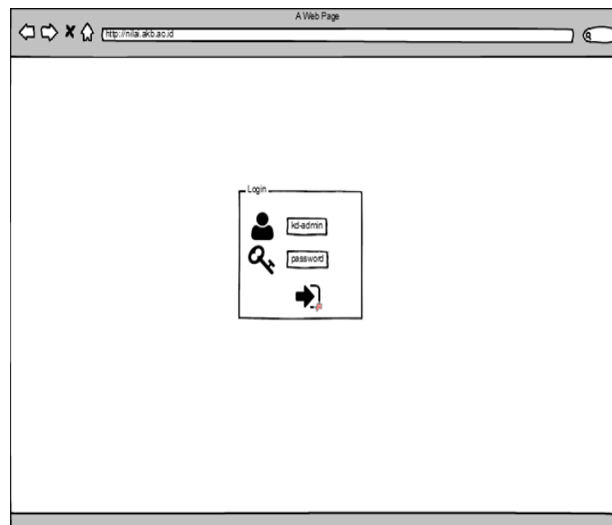 A Web Page
http://nilai.akb.ac.id
Login
kd-admin
password